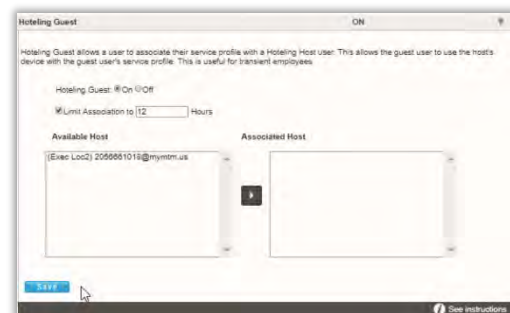 Hoteling Guest ON
Hoteling Guest allows a user to associate their service profile with a Hoteling Host user. This allows the guest user to use the host's
device with the guest user's service profile. This is useful for transient employees
Hoteling Guest: On Off
Limit Association to 12 Hours
Available Host Associated Host
(Exec Loc2) 2056661018@mymtm.us
Save
See instructions